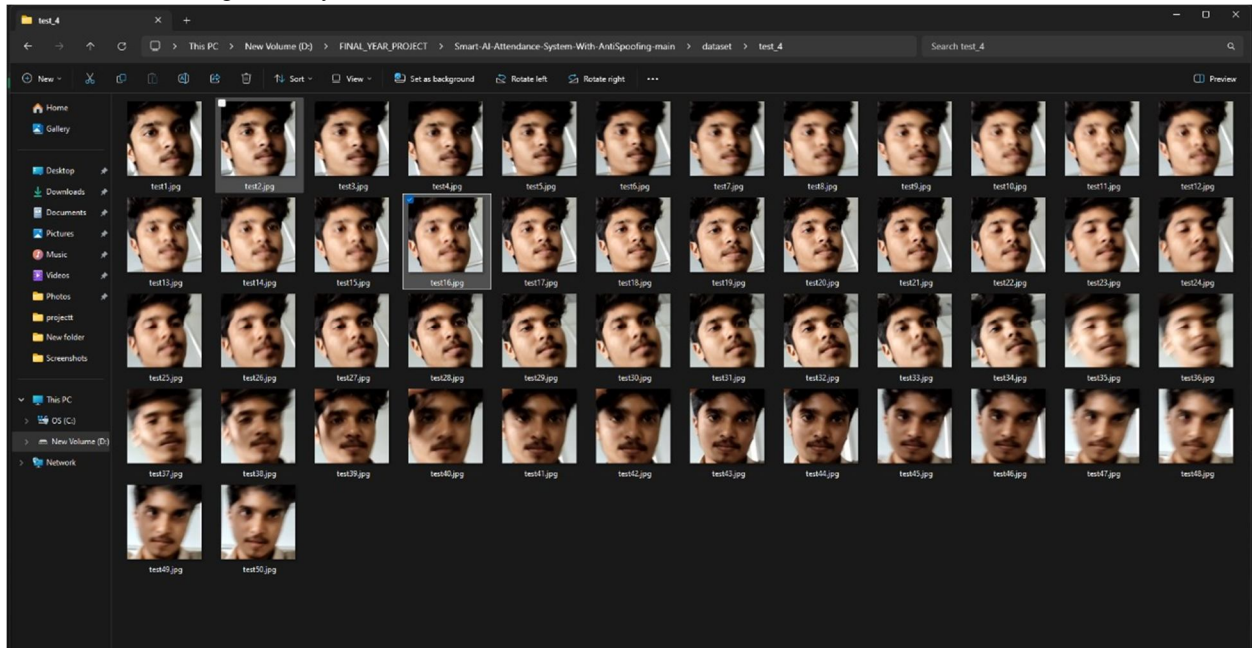 test_4
This PC > New Volume (D:) > FINAL_YEAR_PROJECT > Smart-AI-Attendance-System-With-AntiSpoofing-main > dataset > test_4
Search test_4
New
Sort
View
Set as background
Rotate left
Rotate right
Preview
Home
Gallery
Desktop
Downloads
Documents
Pictures
Music
Videos
Photos
projectt
New folder
Screenshots
This PC
OS (C:)
New Volume (D:)
Network
test1.jpg test2.jpg test3.jpg test4.jpg test5.jpg test6.jpg test7.jpg test8.jpg test9.jpg test10.jpg test11.jpg test12.jpg
test13.jpg test14.jpg test15.jpg test16.jpg test17.jpg test18.jpg test19.jpg test20.jpg test21.jpg test22.jpg test23.jpg test24.jpg
test25.jpg test26.jpg test27.jpg test28.jpg test29.jpg test30.jpg test31.jpg test32.jpg test33.jpg test34.jpg test35.jpg test36.jpg
test37.jpg test38.jpg test39.jpg test40.jpg test41.jpg test42.jpg test43.jpg test44.jpg test45.jpg test46.jpg test47.jpg test48.jpg
test49.jpg test50.jpg